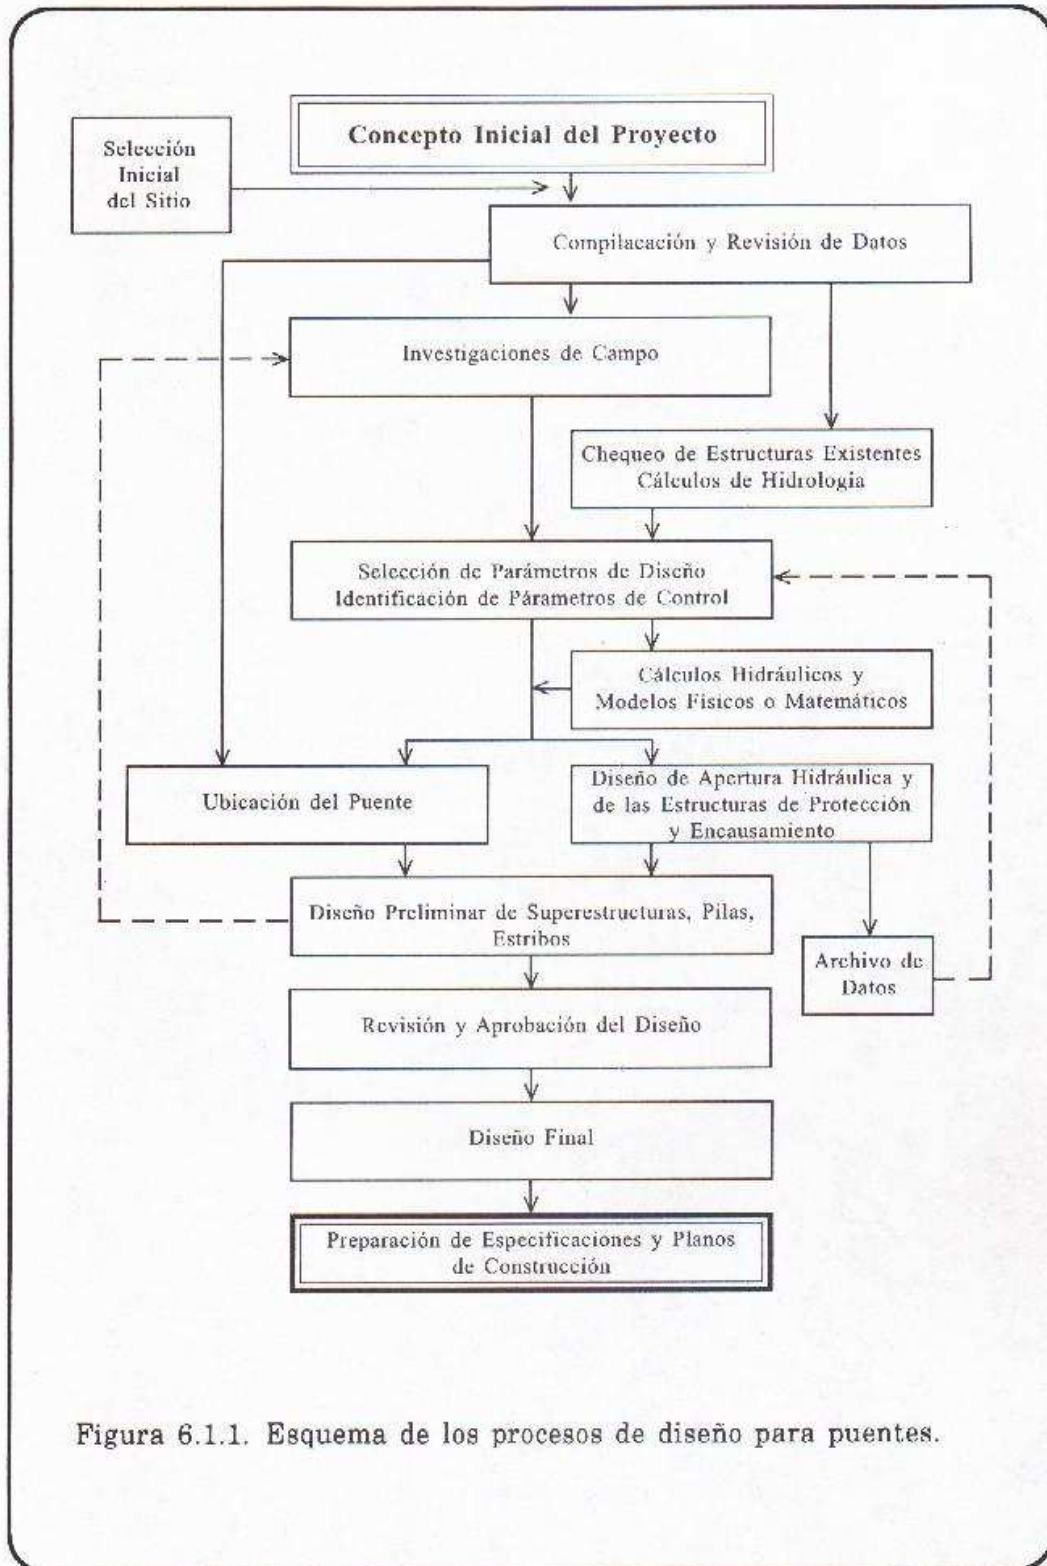 Concepto Inicial del Proyecto
Selección
Inicial
del Sitio
Compilacación y Revisión de Datos
Investigaciones de Campo
Chequeo de Estructuras Existentes
Cálculos de Hidrología
Selección de Parámetros de Diseño
Identificación de Párametros de Control
Cálculos Hidráulicos y
Modelos Físicos o Matemáticos
Ubicación del Puente
Diseño de Apertura Hidráulica y
de las Estructuras de Protección
y Encausamiento
Diseño Preliminar de Superestructuras, Pilas,
Estribos
Archivo de
Datos
Revisión y Aprobación del Diseño
Diseño Final
Preparación de Especificaciones y Planos
de Construcción
Figura 6.1.1. Esquema de los procesos de diseño para puentes.